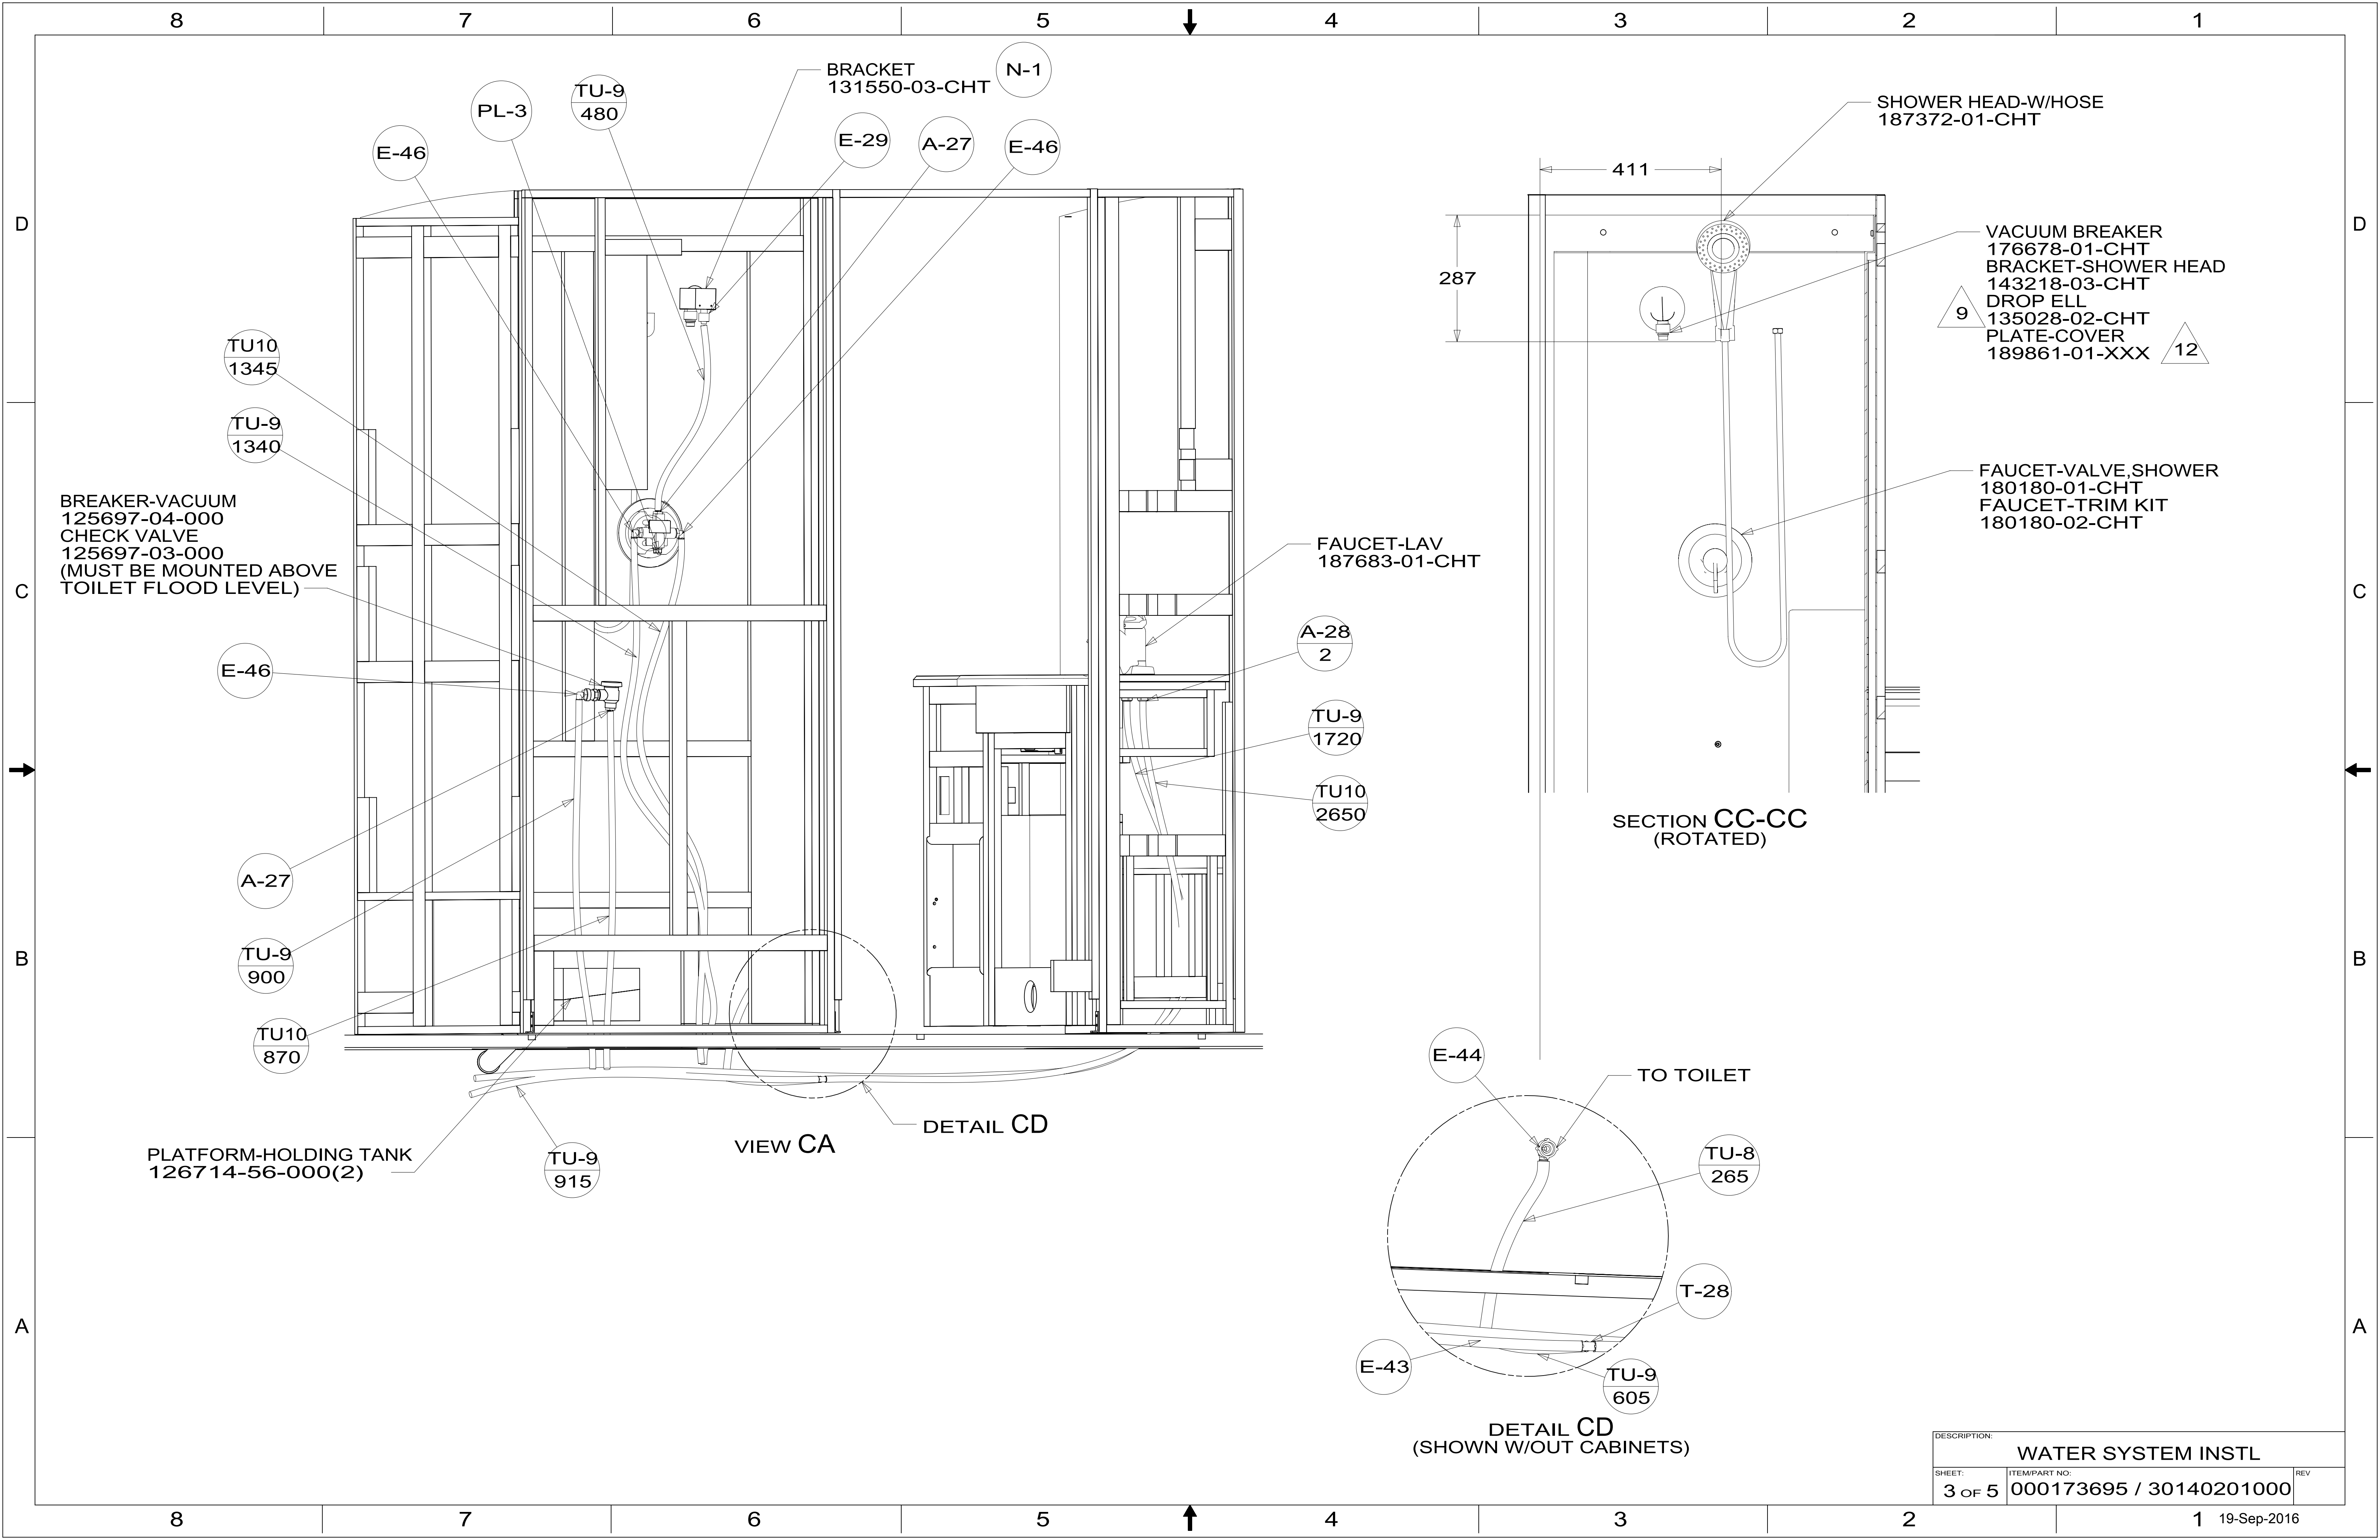 8 7 6 5 4 3 2 1
D
C
B
A
BRACKET
131550-03-CHT
N-1
TU-9
480
PL-3
E-46
E-29
A-27
E-46
TU10
1345
TU-9
1340
BREAKER-VACUUM
125697-04-000
CHECK VALVE
125697-03-000
(MUST BE MOUNTED ABOVE
TOILET FLOOD LEVEL)
E-46
A-27
TU-9
900
TU10
870
PLATFORM-HOLDING TANK
126714-56-000(2)
TU-9
915
VIEW CA
DETAIL CD
FAUCET-LAV
187683-01-CHT
A-28
2
TU-9
1720
TU10
2650
SHOWER HEAD-W/HOSE
187372-01-CHT
411
287
VACUUM BREAKER
176678-01-CHT
BRACKET-SHOWER HEAD
143218-03-CHT
DROP ELL
135028-02-CHT
PLATE-COVER
189861-01-XXX
9
12
FAUCET-VALVE,SHOWER
180180-01-CHT
FAUCET-TRIM KIT
180180-02-CHT
SECTION CC-CC
(ROTATED)
E-44
TO TOILET
TU-8
265
T-28
E-43
TU-9
605
DETAIL CD
(SHOWN W/OUT CABINETS)
D
C
B
A
DESCRIPTION:
WATER SYSTEM INSTL
SHEET:
3 OF 5
ITEM/PART NO:
000173695 / 30140201000
REV
8 7 6 5 4 3 2 1
19-Sep-2016